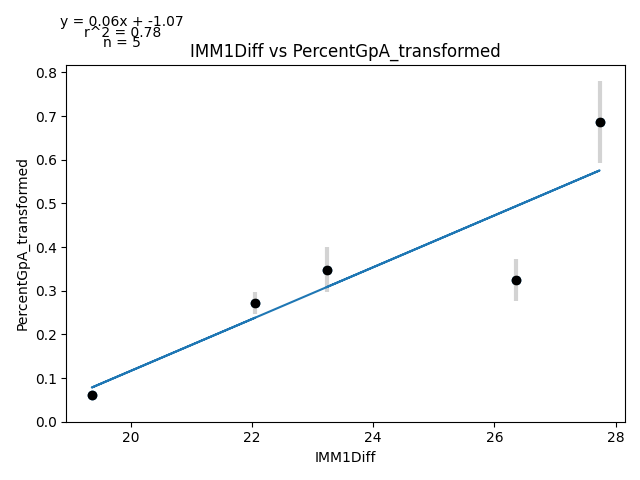 y = 0.06x + -1.07
r^2 = 0.78
n = 5
IMM1Diff vs PercentGpA_transformed
0.8
0.7
0.6
0.5
0.4
0.3
0.2
0.1
0.0
PercentGpA_transformed
20
22
24
26
28
IMM1Diff